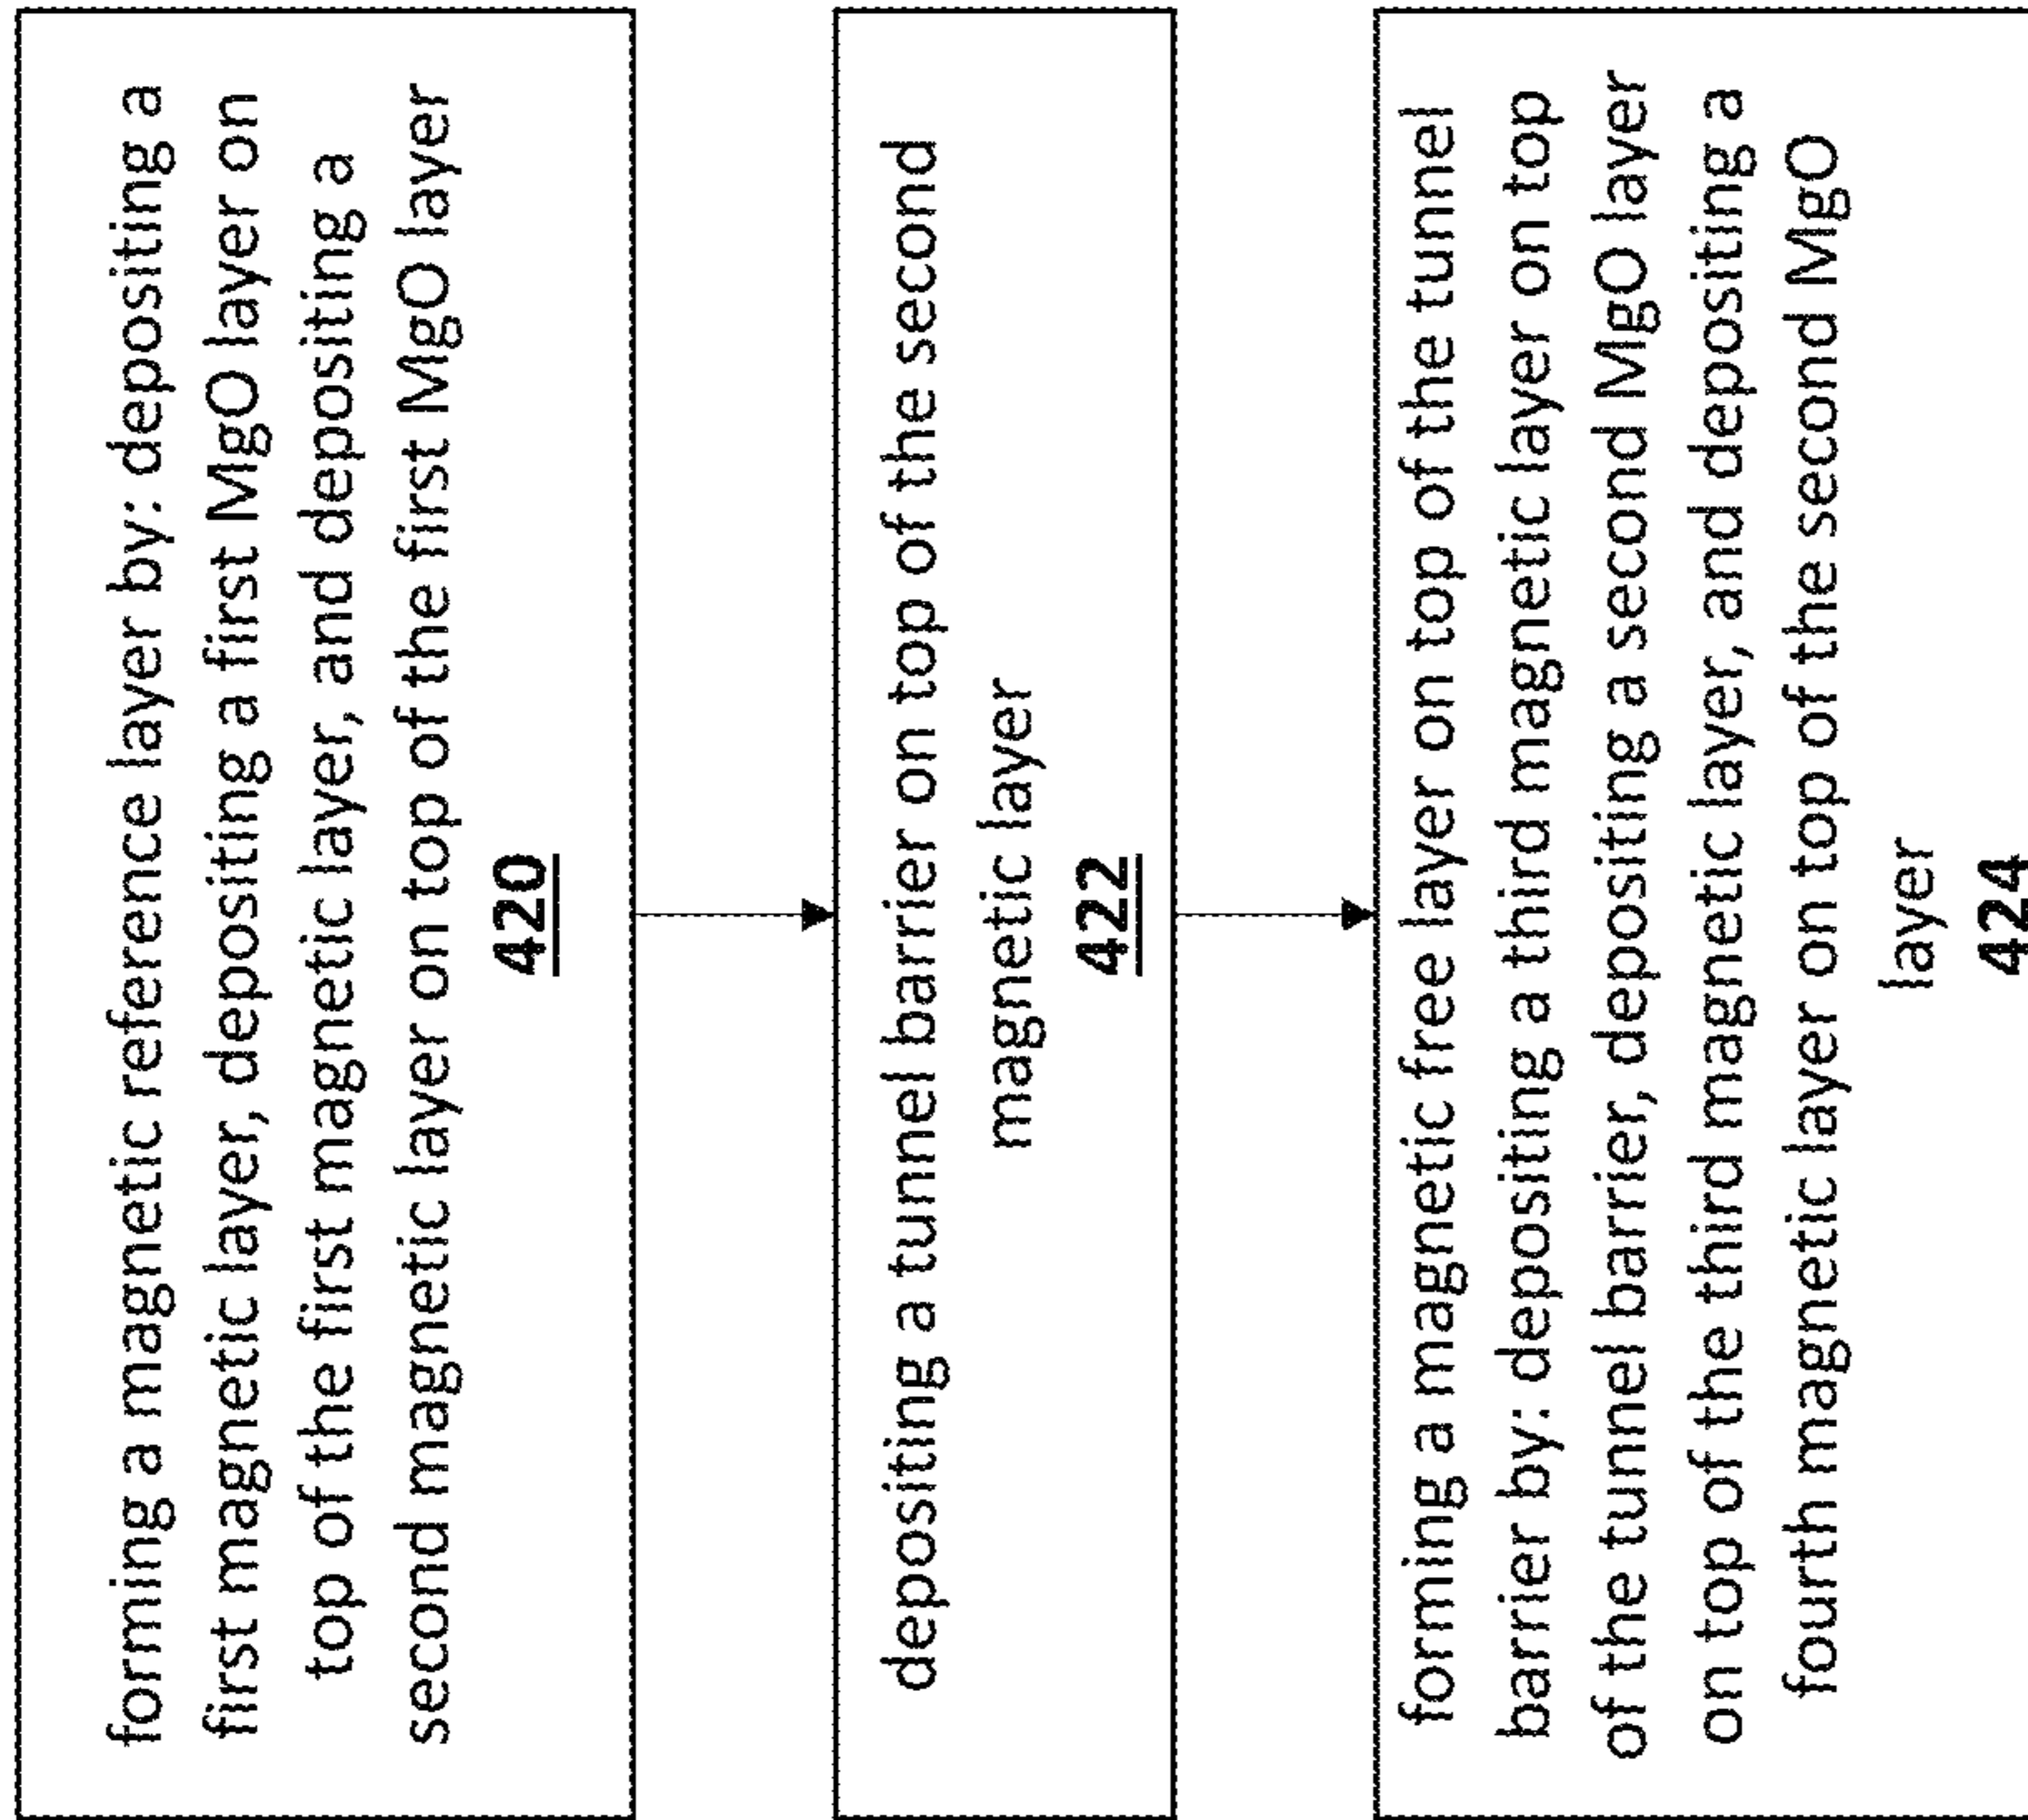 forming a magnetic reference layer by: depositing a
first magnetic layer, depositing a first MgO layer on
top of the first magnetic layer, and depositing a
second magnetic layer on top of the first MgO layer
420
depositing a tunnel barrier on top of the second
magnetic layer
422
forming a magnetic free layer on top of the tunnel
barrier by: depositing a third magnetic layer on top
of the tunnel barrier, depositing a second MgO layer
on top of the third magnetic layer, and depositing a
fourth magnetic layer on top of the second MgO
layer
424